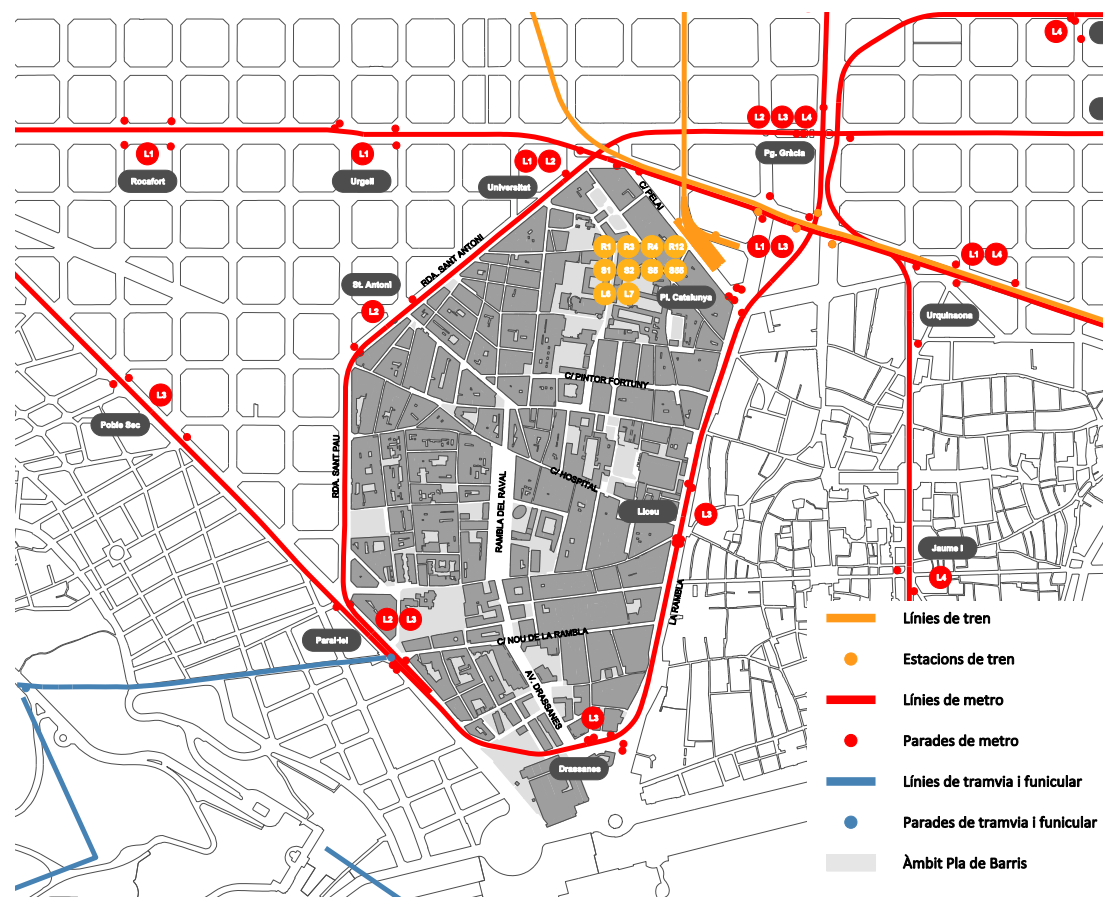 L4
L2 L3 L4
Pg. Gràcia
L1
Rocafort
L1
Urgell
L1 L2
Universitat
C/ PELAI
RDA. SANT ANTONI
R1 R3 R4 R12
S1 S2 S5 S55
L6 L7
Pl. Catalunya
L1 L3
L1 L4
Urquinaona
St. Antoni
L2
C/ PINTOR FORTUNY
L3
Poble Sec
RDA. SANT PAU
RAMBLA DEL RAVAL
C/ HOSPITAL
Liceu
L3
Jaume I
L4
LA RAMBLA
L2 L3
Paral·lel
C/ NOU DE LA RAMBLA
AV. DRASSANES
L3
Drassanes
Línies de tren
Estacions de tren
Línies de metro
Parades de metro
Línies de tramvia i funicular
Parades de tramvia i funicular
Àmbit Pla de Barris